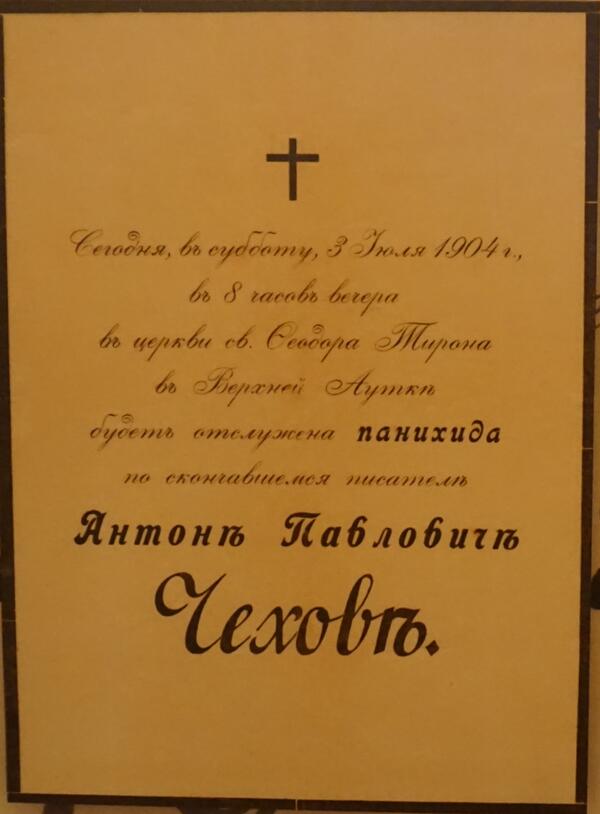 Сегодня, въ субботу, 3 Іюля 1904 г.,
въ 8 часовъ вечера
въ церкви св. Ѳеодора Тирона
въ Верхней Ауткѣ
будетъ отслужена панихида
по скончавшемся писателѣ
Антонѣ Павловичѣ
Чеховѣ.